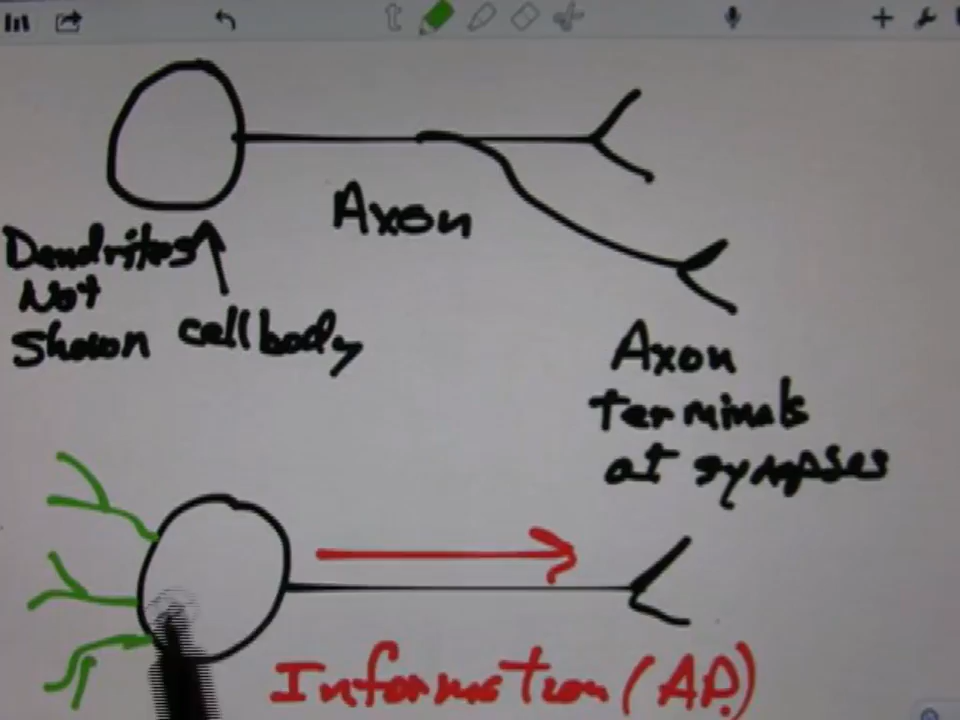 Axon
Dendrites
Not
shown
cell body
Axon
terminals
at synapses
Information (AP.)